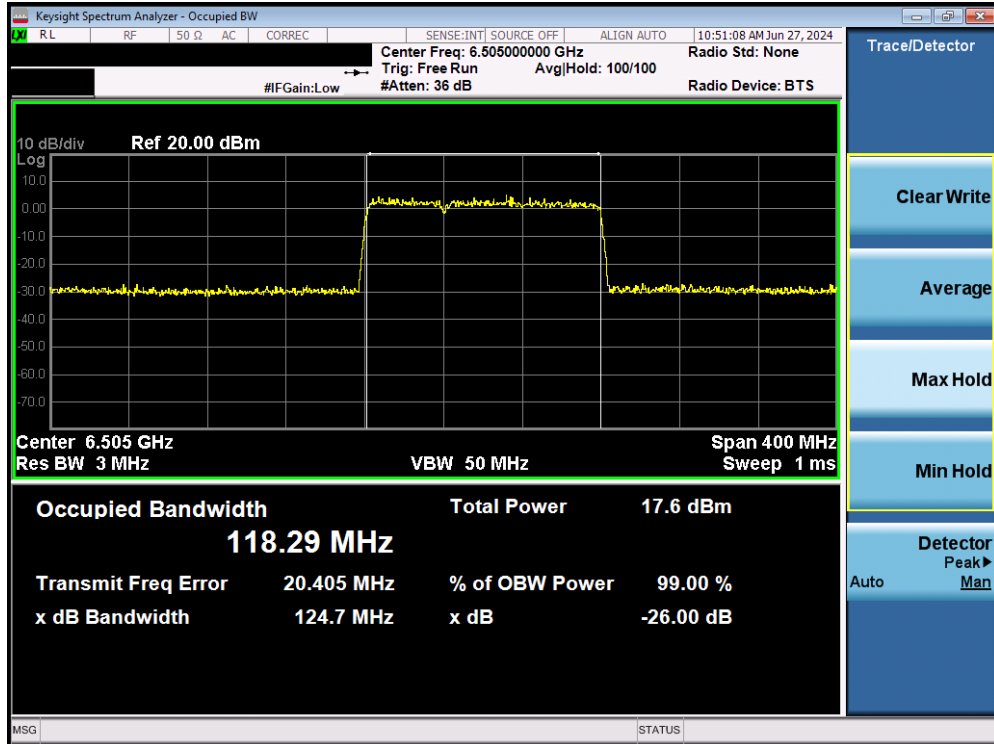 Keysight Spectrum Analyzer - Occupied BW
LXI RL RF 50 Ω AC CORREC SENSE:INT SOURCE OFF ALIGN AUTO 10:51:08 AM Jun 27, 2024
Center Freq: 6.505000000 GHz Radio Std: None
Trig: Free Run Avg|Hold: 100/100
#IFGain:Low #Atten: 36 dB Radio Device: BTS
10 dB/div Ref 20.00 dBm
Log
10.0
0.00
-10.0
-20.0
-30.0
-40.0
-50.0
-60.0
-70.0
Center 6.505 GHz Span 400 MHz
Res BW 3 MHz VBW 50 MHz Sweep 1 ms
Occupied Bandwidth Total Power 17.6 dBm
118.29 MHz
Transmit Freq Error 20.405 MHz % of OBW Power 99.00 %
x dB Bandwidth 124.7 MHz x dB -26.00 dB
MSG STATUS
Trace/Detector
Clear Write
Average
Max Hold
Min Hold
Detector
Peak▶
Auto Man